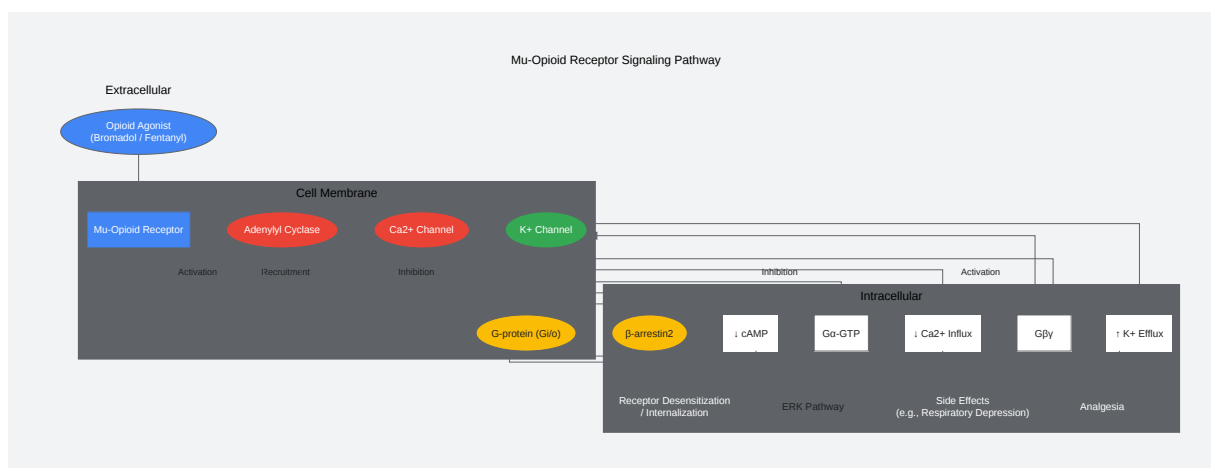 Mu-Opioid Receptor Signaling Pathway
Extracellular
Opioid Agonist
(Bromadol / Fentanyl)
Cell Membrane
Mu-Opioid Receptor
Adenylyl Cyclase
Ca2+ Channel
K+ Channel
Activation
Recruitment
Inhibition
Inhibition
Activation
Intracellular
G-protein (Gi/o)
β-arrestin2
↓ cAMP
Gα-GTP
↓ Ca2+ Influx
Gβγ
↑ K+ Efflux
Receptor Desensitization
/ Internalization
ERK Pathway
Side Effects
(e.g., Respiratory Depression)
Analgesia